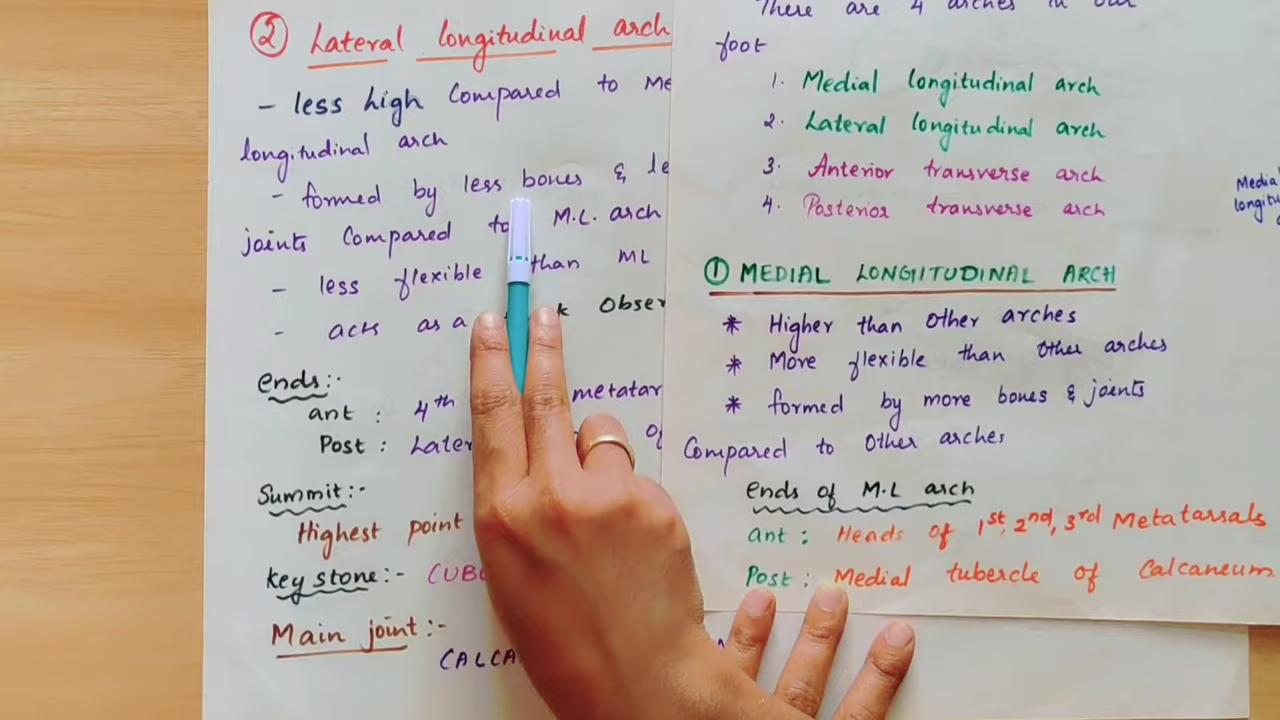 ② Lateral longitudinal arch
- less high Compared to Me
longitudinal arch
- formed by less bones & le
joints Compared to M.L. arch
- less flexible than ML
- acts as a k Obser
Ends:-
ant : 4th metatar
Post : Later of
Summit:-
Highest point
Key stone:- CUBO
Main joint:-
CALCA
There are 4 arches in our
foot
1. Medial longitudinal arch
2. Lateral longitudinal arch
3. Anterior transverse arch
4. Posterior transverse arch
① MEDIAL LONGITUDINAL ARCH
* Higher than Other arches
* More flexible than Other arches
* formed by more bones & joints
Compared to Other arches
Ends of M.L arch
ant : Heads of 1st, 2nd, 3rd Metatarsals
Post : Medial tubercle of Calcaneum
Medial
longitu